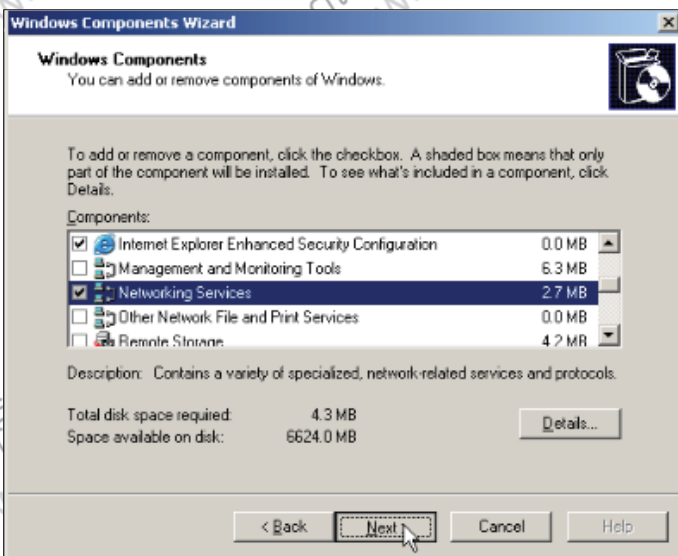 Windows Components Wizard
Windows Components
You can add or remove components of Windows.
To add or remove a component, click the checkbox. A shaded box means that only
part of the component will be installed. To see what's included in a component, click
Details.
Components:
Internet Explorer Enhanced Security Configuration 0.0 MB
Management and Monitoring Tools 6.3 MB
Networking Services 2.7 MB
Other Network File and Print Services 0.0 MB
Remote Storage 4.2 MB
Description: Contains a variety of specialized, network-related services and protocols.
Total disk space required: 4.3 MB
Space available on disk: 6624.0 MB
Details...
< Back
Next
Cancel
Help